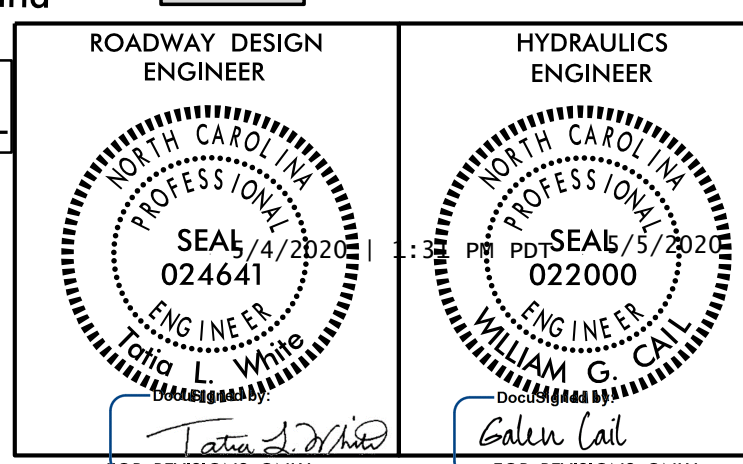 ROADWAY DESIGN
ENGINEER
NORTH CAROLINA
PROFESSIONAL
SEAL
024641
5/4/2020 | 1:31 PM PDT
ENGINEER
Tatia L. White
DocuSigned by:
Tatia L. White
HYDRAULICS
ENGINEER
NORTH CAROLINA
PROFESSIONAL
SEAL
022000
5/5/2020
ENGINEER
WILLIAM G. CAIL
DocuSigned by:
Galen Cail